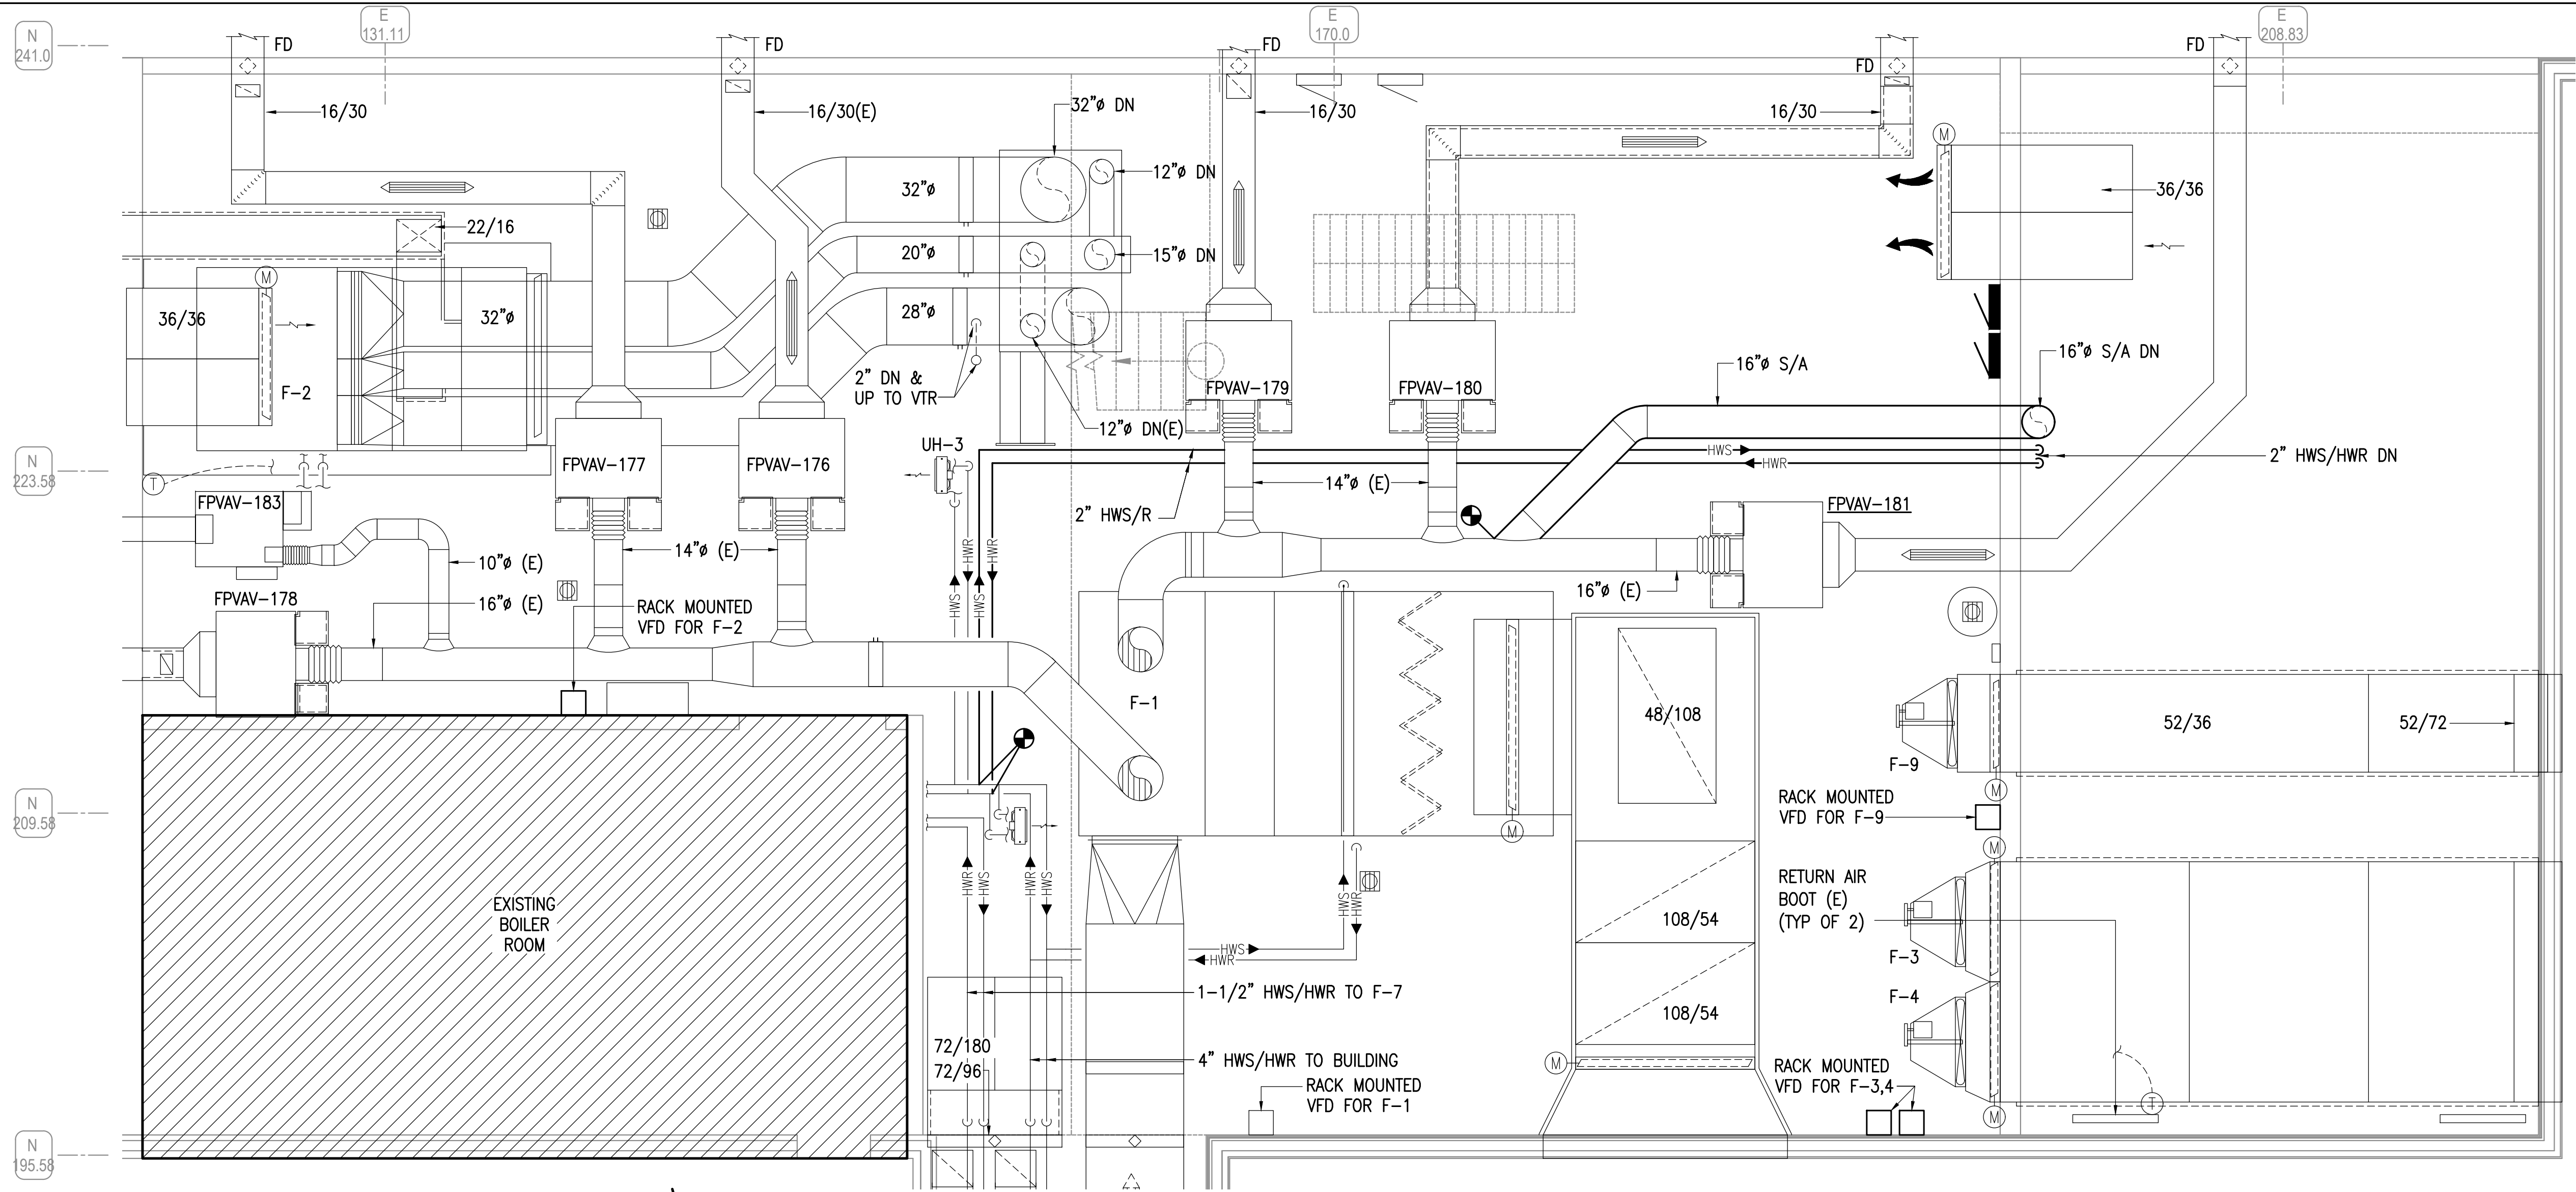 E
131.11
E
170.0
E
208.83
N
241.0
FD
FD
FD
FD
FD
16/30
16/30(E)
32"ø DN
16/30
16/30
M
12"ø DN
32"ø
36/36
22/16
20"ø
15"ø DN
M
36/36
32"ø
28"ø
F-2
2" DN &
UP TO VTR
FPVAV-179
FPVAV-180
16"ø S/A
16"ø S/A DN
12"ø DN(E)
UH-3
N
223.58
T
FPVAV-177
FPVAV-176
HWS
HWR
2" HWS/HWR DN
14"ø (E)
FPVAV-183
2" HWS/R
FPVAV-181
HWR
HWR
14"ø (E)
10"ø (E)
HWS
HWS
16"ø (E)
FPVAV-178
16"ø (E)
RACK MOUNTED
VFD FOR F-2
F-1
48/108
52/36
52/72
F-9
M
N
209.58
RACK MOUNTED
VFD FOR F-9
M
M
HWR
HWS
HWR
HWS
RETURN AIR
BOOT (E)
(TYP OF 2)
HWS
HWR
EXISTING
BOILER
ROOM
108/54
HWS
HWR
F-3
1-1/2" HWS/HWR TO F-7
F-4
108/54
72/180
72/96
4" HWS/HWR TO BUILDING
M
RACK MOUNTED
VFD FOR F-3,4
RACK MOUNTED
VFD FOR F-1
T
M
N
195.58